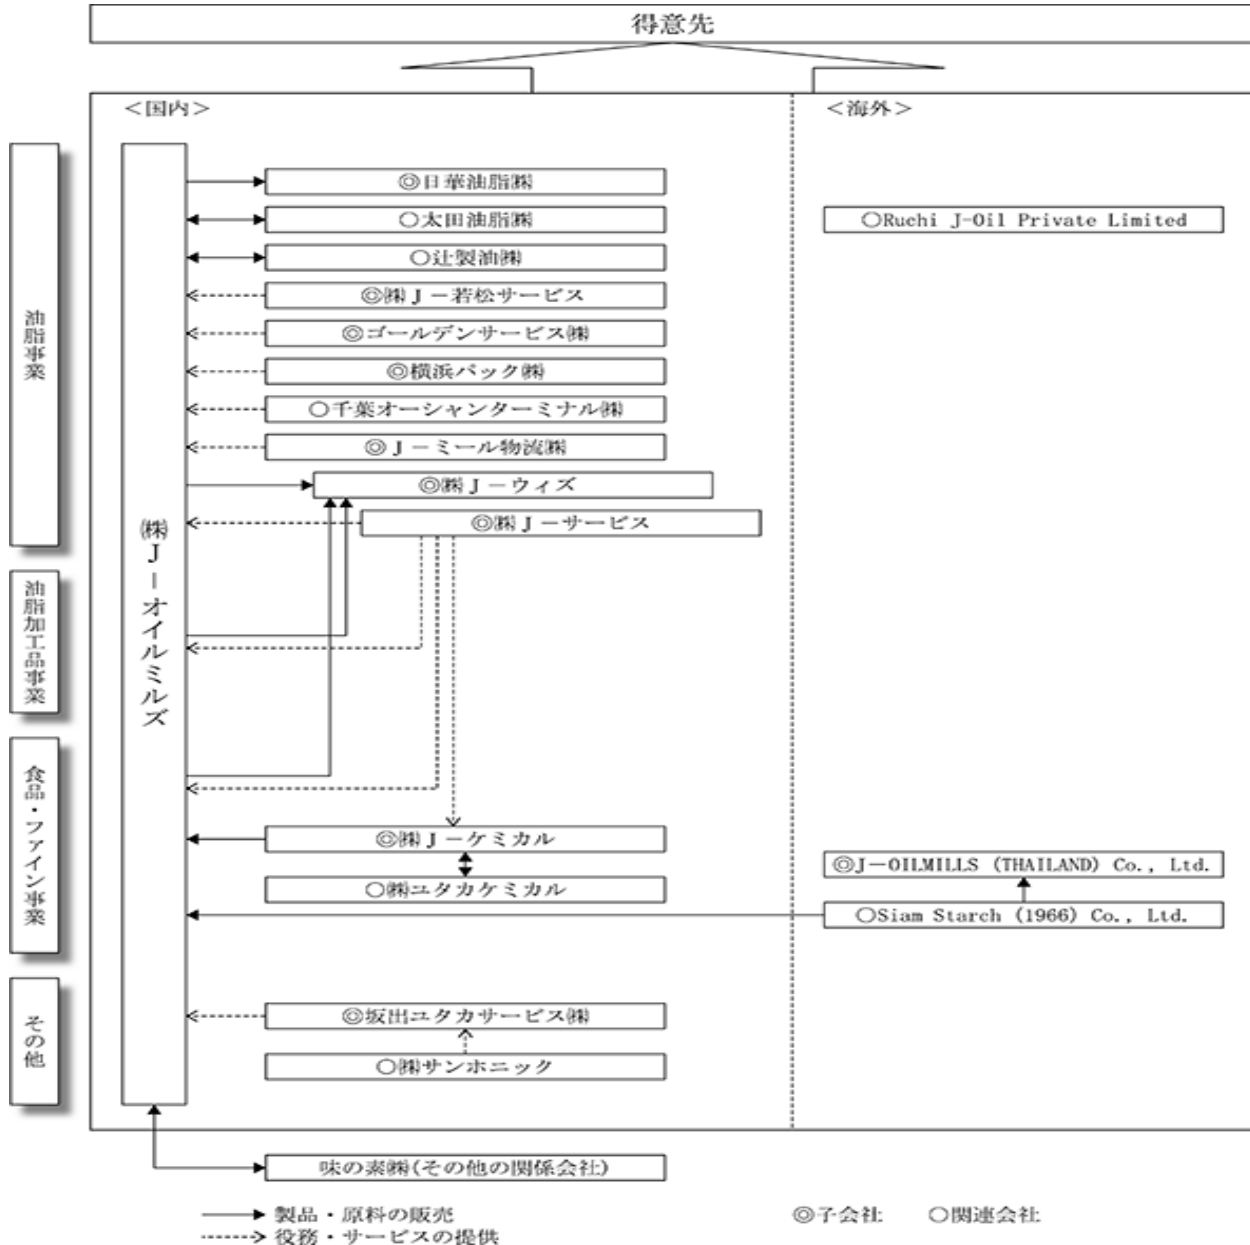 得意先
＜国内＞
＜海外＞
油脂事業
油脂加工品事業
食品・ファイン事業
その他
㈱J－オイルミルズ
◎日華油脂㈱
○太田油脂㈱
○Ruchi J-Oil Private Limited
○辻製油㈱
◎㈱J－若松サービス
◎ゴールデンサービス㈱
◎横浜パック㈱
○千葉オーシャンターミナル㈱
◎J－ミール物流㈱
◎㈱J－ウィズ
◎㈱J－サービス
◎㈱J－ケミカル
○㈱ユタカケミカル
◎J－OILMILLS (THAILAND) Co., Ltd.
○Siam Starch (1966) Co., Ltd.
◎坂出ユタカサービス㈱
○㈱サンホニック
味の素㈱(その他の関係会社)
製品・原料の販売
役務・サービスの提供
◎子会社 ○関連会社